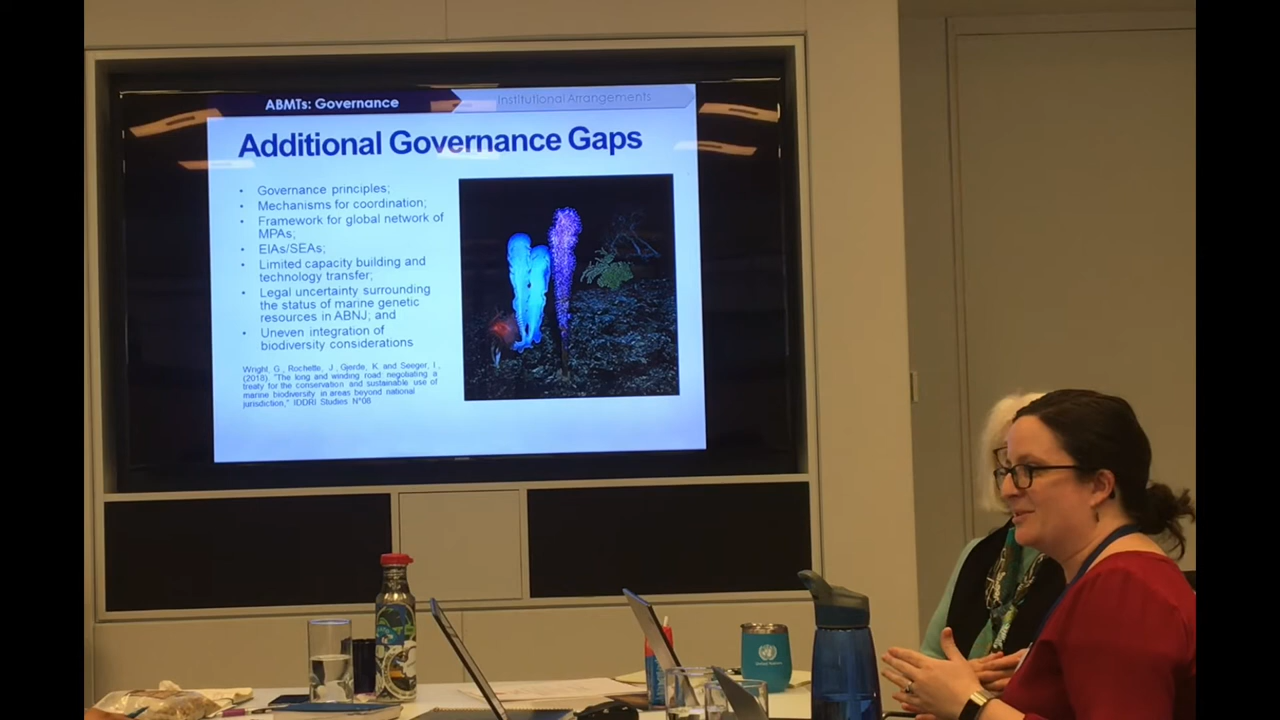 ABMTs: Governance
Institutional Arrangements
Additional Governance Gaps
• Governance principles;
• Mechanisms for coordination;
• Framework for global network of
MPAs;
• EIAs/SEAs;
• Limited capacity building and
technology transfer;
• Legal uncertainty surrounding
the status of marine genetic
resources in ABNJ; and
• Uneven integration of
biodiversity considerations
Wright, G., Rochette, J., Gjerde, K. and Seeger, I.,
(2018). "The long and winding road: negotiating a
treaty for the conservation and sustainable use of
marine biodiversity in areas beyond national
jurisdiction," IDDRI Studies N°08
United Nations